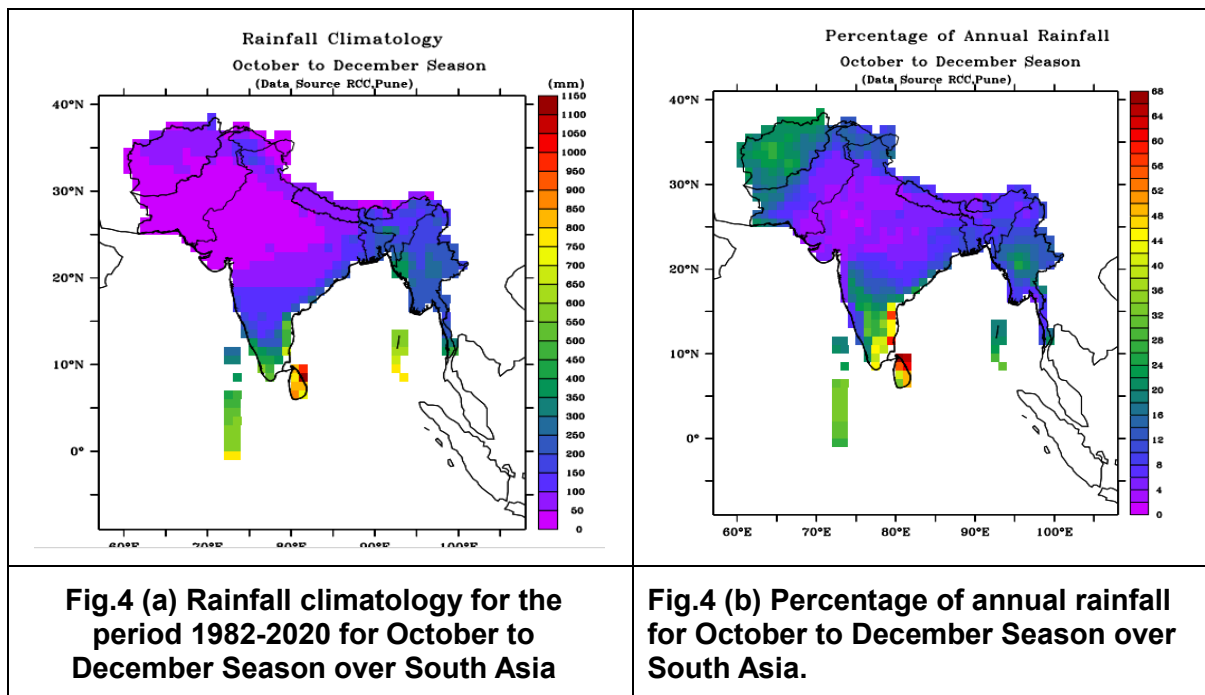 Rainfall Climatology
October to December Season
(Data Source RCC,Pune)
(mm)
40°N
30°N
20°N
10°N
0°
60°E 70°E 80°E 90°E 100°E
1150
1100
1050
1000
950
900
850
800
750
700
650
600
550
500
450
400
350
300
250
200
150
100
50
0
Percentage of Annual Rainfall
October to December Season
(Data Source RCC,Pune)
40°N
30°N
20°N
10°N
0°
60°E 70°E 80°E 90°E 100°E
68
64
60
56
52
48
44
40
36
32
28
24
20
16
12
8
4
0
Fig.4 (a) Rainfall climatology for the
period 1982-2020 for October to
December Season over South Asia
Fig.4 (b) Percentage of annual rainfall
for October to December Season over
South Asia.